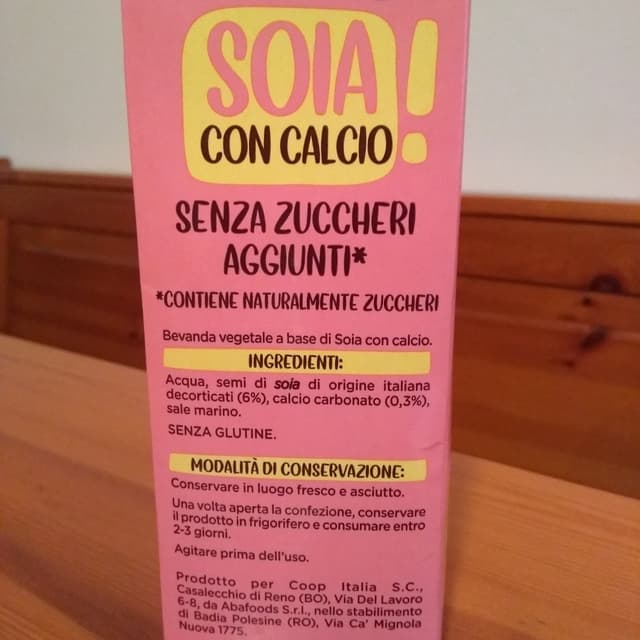 SOIA!
CON CALCIO
SENZA ZUCCHERI
AGGIUNTI*
*CONTIENE NATURALMENTE ZUCCHERI
Bevanda vegetale a base di Soia con calcio.
INGREDIENTI:
Acqua, semi di soia di origine italiana
decorticati (6%), calcio carbonato (0,3%),
sale marino.
SENZA GLUTINE.
MODALITÀ DI CONSERVAZIONE:
Conservare in luogo fresco e asciutto.
Una volta aperta la confezione, conservare
il prodotto in frigorifero e consumare entro
2-3 giorni.
Agitare prima dell'uso.
Prodotto per Coop Italia S.C.,
Casalecchio di Reno (BO), Via Del Lavoro
6-8, da Abafoods S.r.l., nello stabilimento
di Badia Polesine (RO), Via Ca' Mignola
Nuova 1775.